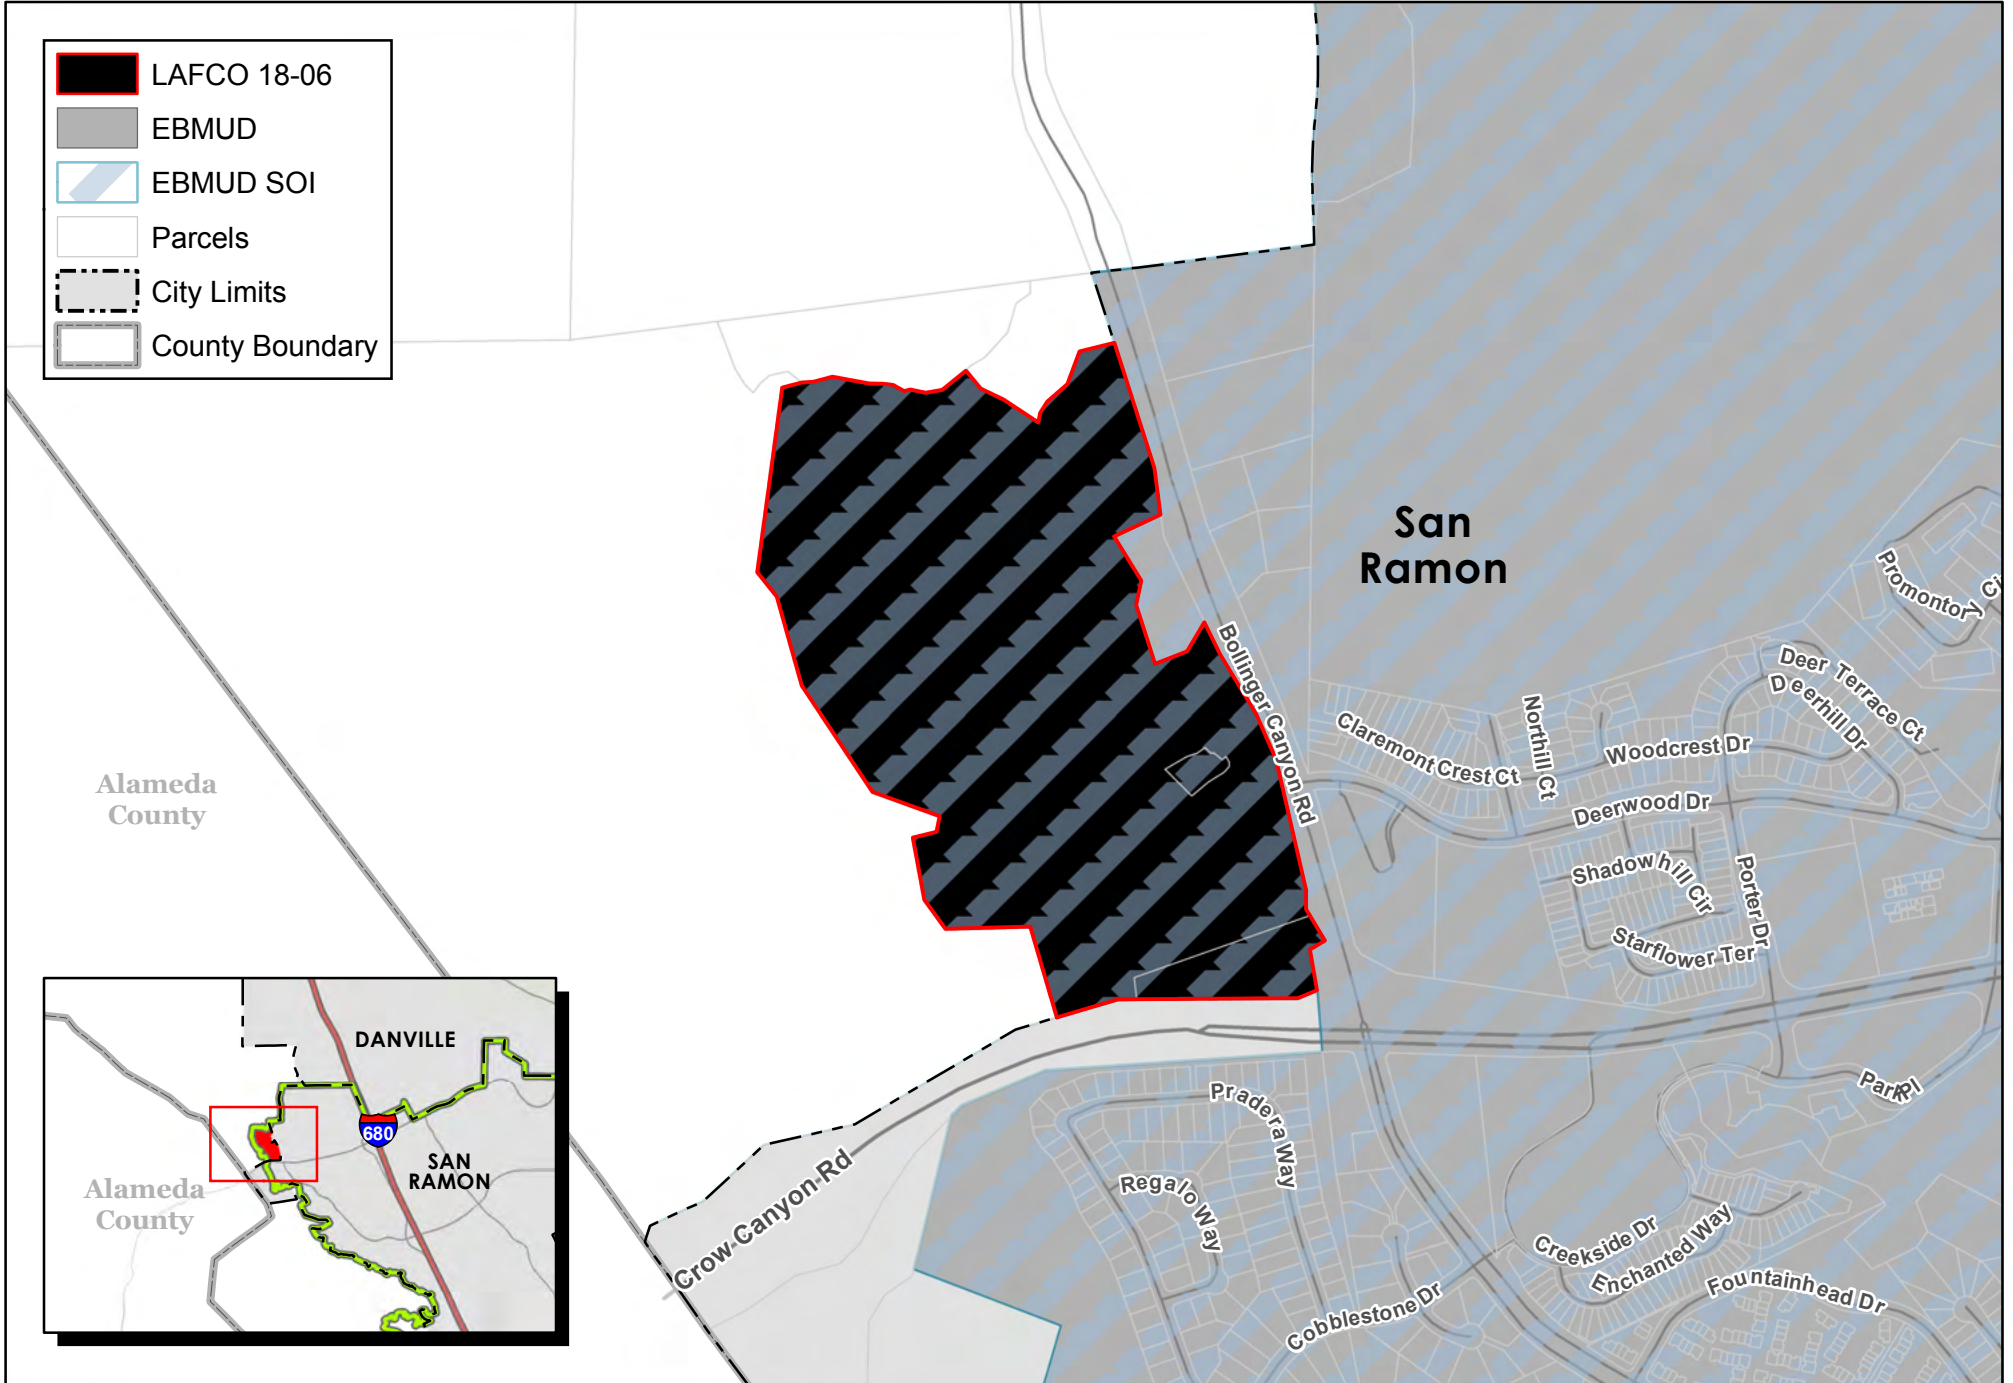 LAFCO 18-06
EBMUD
EBMUD SOI
Parcels
City Limits
County Boundary
San
Ramon
Promontory Ci
Deer Terrace Ct
Deerhill Dr
Northill Ct
Woodcrest Dr
Claremont Crest Ct
Bollinger Canyon Rd
Deerwood Dr
Shadowhill Cir
Porter Dr
Starflower Ter
Alameda
County
Park Pl
Pradera Way
Regalo Way
Crow Canyon Rd
Creekside Dr
Enchanted Way
Fountainhead Dr
Cobblestone Dr
DANVILLE
680
SAN
RAMON
Alameda
County